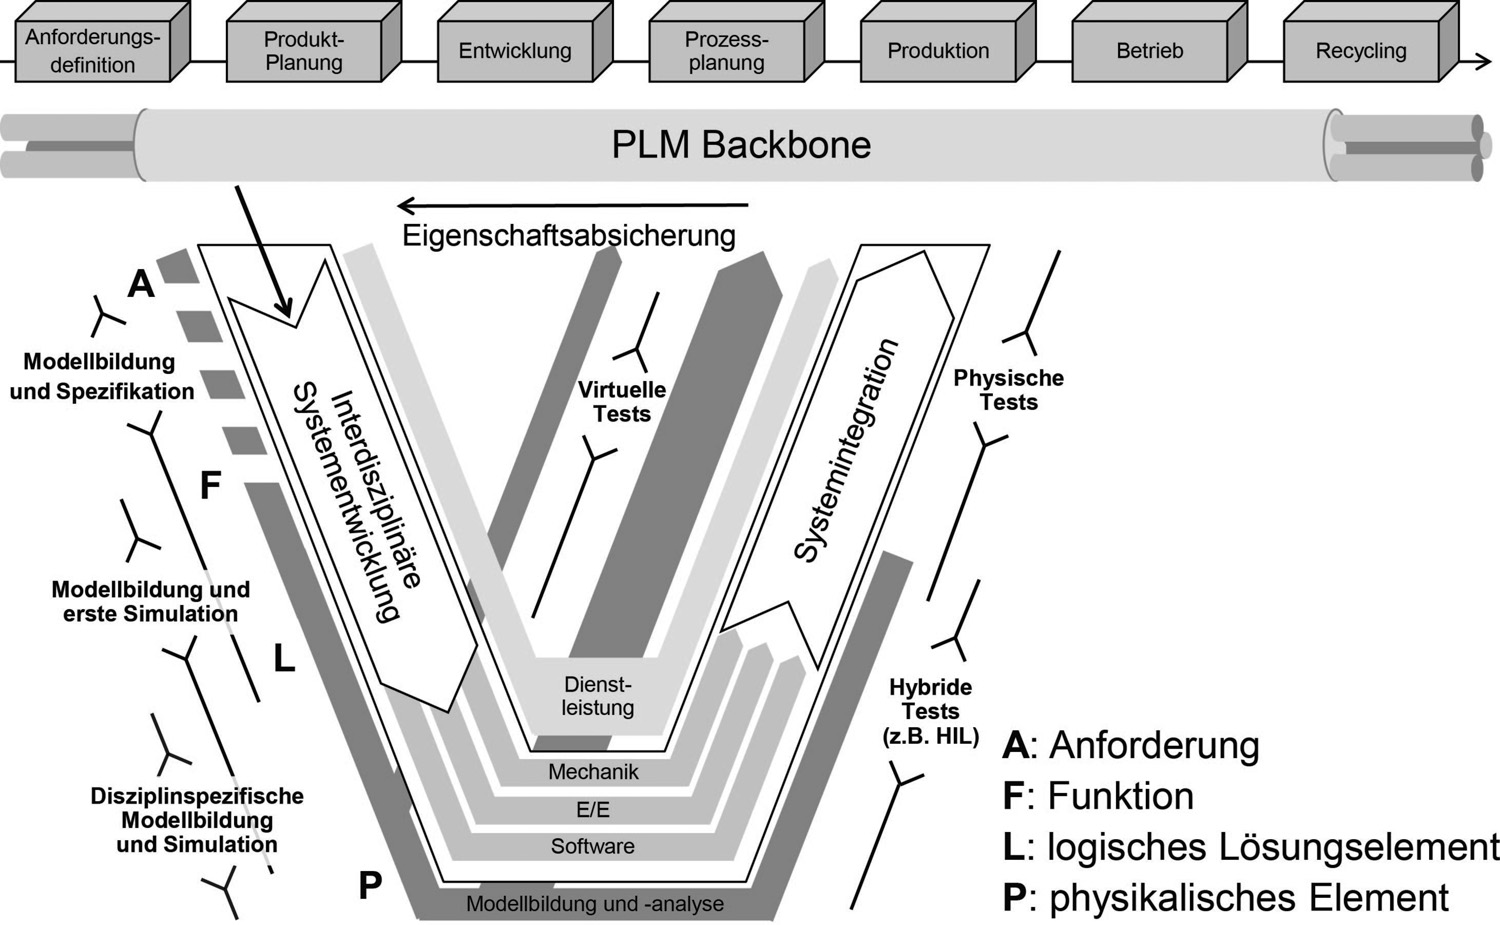 Anforderungs-
definition
Produkt-
Planung
Entwicklung
Prozess-
planung
Produktion
Betrieb
Recycling
PLM Backbone
Eigenschaftsabsicherung
A
Modellbildung
und Spezifikation
F
Modellbildung und
erste Simulation
L
Disziplinspezifische
Modellbildung
und Simulation
P
Interdisziplinäre
Systementwicklung
Virtuelle
Tests
Systemintegration
Physische
Tests
Hybride
Tests
(z.B. HIL)
Dienst-
leistung
Mechanik
E/E
Software
Modellbildung und -analyse
A: Anforderung
F: Funktion
L: logisches Lösungselement
P: physikalisches Element